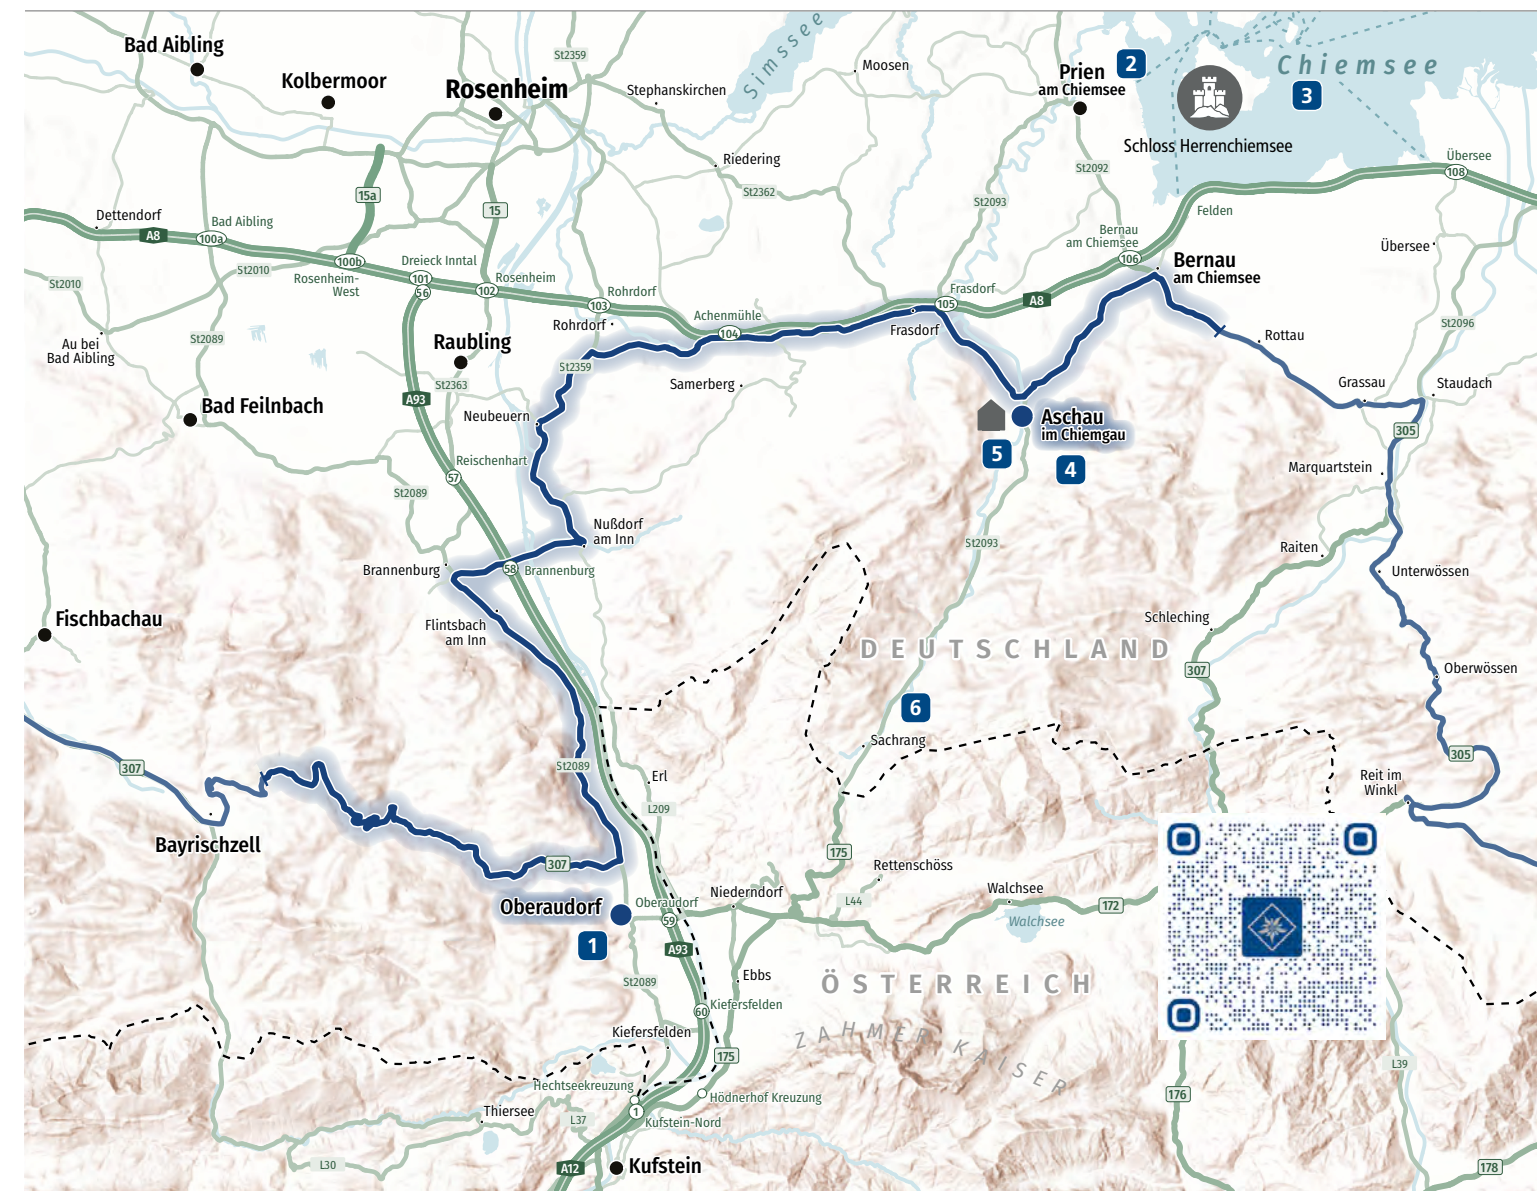 Bad Aibling
Kolbermoor
Rosenheim
St2359
Stephanskirchen
Simssee
Moosen
Prien
am Chiemsee
2
Chiemsee
3
Schloss Herrenchiemsee
Riedering
St2362
St2092
St2093
Übersee
108
15a
15
Dettendorf
A8
Bad Aibling
100a
St2010
St2010
100b
Rosenheim-
West
Dreieck Inntal
101
56
102
Rosenheim
103
Rohrdorf
Rohrdorf
Achenmühle
104
Frasdorf
105
Frasdorf
A8
Bernau
am Chiemsee
106
Felden
Bernau
am Chiemsee
Übersee
St2096
Rottau
Grassau
Staudach
305
Au bei
Bad Aibling
St2089
Raubling
St2363
A93
St2359
Samerberg
Neubeuern
Bad Feilnbach
Aschau
im Chiemgau
5
4
Marquartstein
Reischenhart
57
St2089
Nußdorf
am Inn
St2093
Raiten
Brannenburg
58
Brannenburg
Unterwössen
Fischbachau
Flintsbach
am Inn
Schleching
DEUTSCHLAND
307
Oberwössen
6
Sachrang
307
St2089
Erl
L209
305
Reit im
Winkl
Bayrischzell
307
175
Rettenschöss
Oberaudorf
1
Oberaudorf
59
Niederndorf
L44
Walchsee
Walchsee
172
A93
St2089
Ebbs
ÖSTERREICH
60
Kiefersfelden
Kiefersfelden
175
ZAHMER KAISER
L39
Hechtseekreuzung
Hödnerhof Kreuzung
176
Thiersee
L37
1
Kufstein-Nord
L30
A12
Kufstein
178